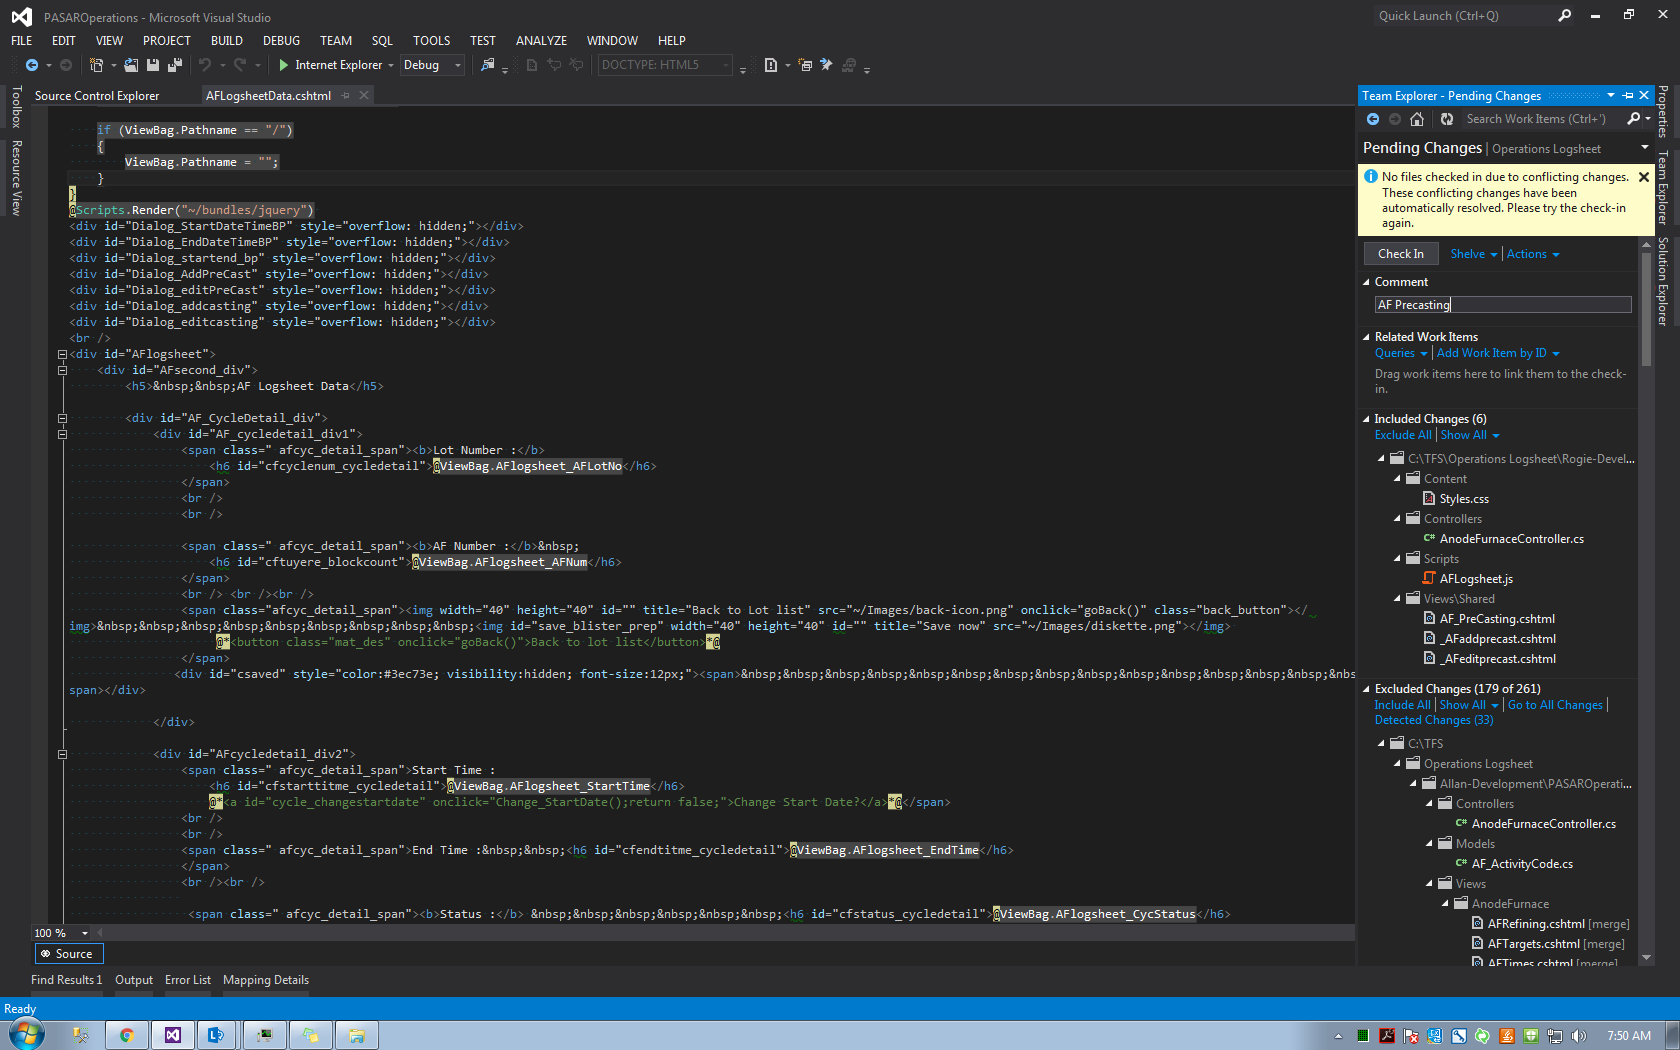 PASAROperations - Microsoft Visual Studio
Quick Launch (Ctrl+Q)
FILE EDIT VIEW PROJECT BUILD DEBUG TEAM SQL TOOLS TEST ANALYZE WINDOW HELP
Internet Explorer Debug DOCTYPE: HTML5
Toolbox
Resource View
Source Control Explorer AFLogsheetData.cshtml
if (ViewBag.Pathname == "/")
{
ViewBag.Pathname = "";
}
}
@Scripts.Render("~/bundles/jquery")
<div id="Dialog_StartDateTimeBP" style="overflow: hidden;"></div>
<div id="Dialog_EndDateTimeBP" style="overflow: hidden;"></div>
<div id="Dialog_startend_bp" style="overflow: hidden;"></div>
<div id="Dialog_AddPreCast" style="overflow: hidden;"></div>
<div id="Dialog_editPreCast" style="overflow: hidden;"></div>
<div id="Dialog_addcasting" style="overflow: hidden;"></div>
<div id="Dialog_editcasting" style="overflow: hidden;"></div>
<br />
<div id="AFlogsheet">
<div id="AFsecond_div">
<h5>&nbsp;&nbsp;AF Logsheet Data</h5>
<div id="AF_CycleDetail_div">
<div id="AF_cycledetail_div1">
<span class=" afcyc_detail_span"><b>Lot Number :</b>
<h6 id="cfcyclenum_cycledetail">@ViewBag.AFlogsheet_AFLotNo</h6>
</span>
<br />
<br />
<span class=" afcyc_detail_span"><b>AF Number :</b>&nbsp;
<h6 id="cftuyere_blockcount">@ViewBag.AFlogsheet_AFNum</h6>
</span>
<br /> <br /><br />
<span class="afcyc_detail_span"><img width="40" height="40" id="" title="Back to Lot list" src="~/Images/back-icon.png" onclick="goBack()" class="back_button"></
img>&nbsp;&nbsp;&nbsp;&nbsp;&nbsp;&nbsp;&nbsp;&nbsp;&nbsp;<img id="save_blister_prep" width="40" height="40" id="" title="Save now" src="~/Images/diskette.png"></img>
@*<button class="mat_des" onclick="goBack()">Back to lot list</button>*@
</span>
<div id="csaved" style="color:#3ec73e; visibility:hidden; font-size:12px;"><span>&nbsp;&nbsp;&nbsp;&nbsp;&nbsp;&nbsp;&nbsp;&nbsp;&nbsp;&nbsp;&nbsp;&nbsp;&nbsp;&nbsp;&nbs
span></div>
</div>
<div id="AFcycledetail_div2">
<span class=" afcyc_detail_span">Start Time :
<h6 id="cfstarttitme_cycledetail">@ViewBag.AFlogsheet_StartTime</h6>
@*<a id="cycle_changestartdate" onclick="Change_StartDate();return false;">Change Start Date?</a>*@</span>
<br />
<br />
<span class=" afcyc_detail_span">End Time :&nbsp;&nbsp;<h6 id="cfendtitme_cycledetail">@ViewBag.AFlogsheet_EndTime</h6>
</span>
<br /><br />
<span class=" afcyc_detail_span"><b>Status :</b> &nbsp;&nbsp;&nbsp;&nbsp;&nbsp;&nbsp;<h6 id="cfstatus_cycledetail">@ViewBag.AFlogsheet_CycStatus</h6>
100 %
Source
Find Results 1 Output Error List Mapping Details
Ready
Team Explorer - Pending Changes
Search Work Items (Ctrl+')
Pending Changes | Operations Logsheet
No files checked in due to conflicting changes.
These conflicting changes have been
automatically resolved. Please try the check-in
again.
Check In Shelve Actions
Comment
AF Precasting
Related Work Items
Queries | Add Work Item by ID
Drag work items here to link them to the check-
in.
Included Changes (6)
Exclude All | Show All
C:\TFS\Operations Logsheet\Rogie-Devel...
Content
Styles.css
Controllers
C# AnodeFurnaceController.cs
Scripts
AFLogsheet.js
Views\Shared
AF_PreCasting.cshtml
_AFaddprecast.cshtml
_AFeditprecast.cshtml
Excluded Changes (179 of 261)
Include All | Show All | Go to All Changes |
Detected Changes (33)
C:\TFS
Operations Logsheet
Allan-Development\PASAROperati...
Controllers
C# AnodeFurnaceController.cs
Models
C# AF_ActivityCode.cs
Views
AnodeFurnace
AFRefining.cshtml [merge]
AFTargets.cshtml [merge]
AFTimes.cshtml [merge]
Properties
Team Explorer
Solution Explorer
7:50 AM